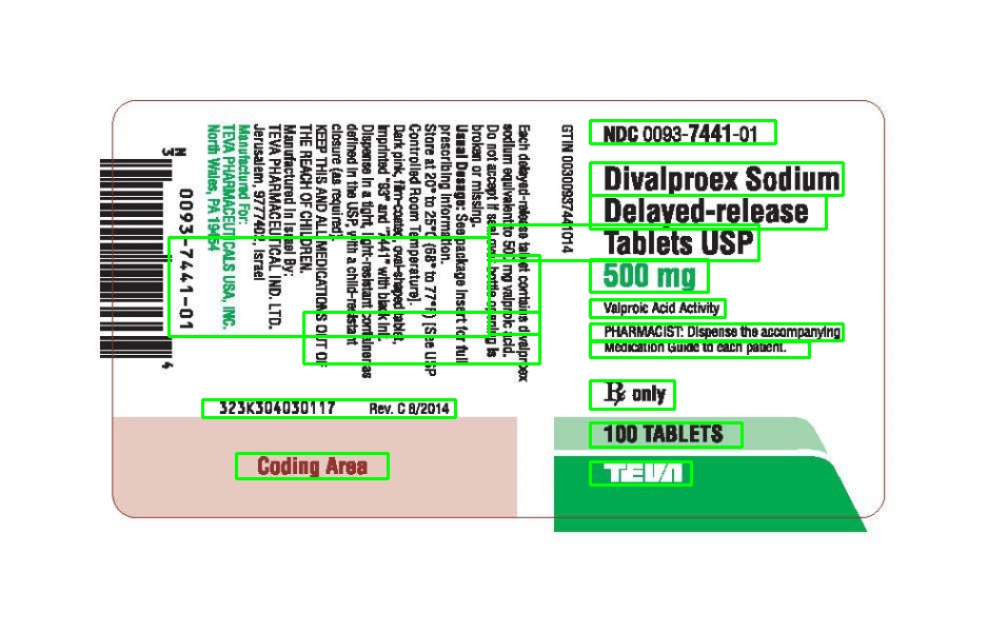 NDC 0093-7441-01
Divalproex Sodium
Delayed-release
Tablets USP
500 mg
Valproic Acid Activity
PHARMACIST: Dispense the accompanying
Medication Guide to each patient.
℞ only
100 TABLETS
TEVA
GTIN 00300937441014
Each delayed-release tablet contains divalproex
sodium equivalent to 500 mg valproic acid.
Do not accept if seal over bottle opening is
broken or missing.
Usual Dosage: See package insert for full
prescribing information.
Store at 20° to 25°C (68° to 77°F) [See USP
Controlled Room Temperature].
Dark pink, film-coated, oval-shaped tablet.
Imprinted "93" and "7441" with black ink.
Dispense in a tight, light-resistant container as
defined in the USP, with a child-resistant
closure (as required).
KEEP THIS AND ALL MEDICATIONS OUT OF
THE REACH OF CHILDREN.
Manufactured In Israel By:
TEVA PHARMACEUTICAL IND. LTD.
Jerusalem, 9777402, Israel
Manufactured For:
TEVA PHARMACEUTICALS USA, INC.
North Wales, PA 19454
N
3
0093-7441-01
4
323K304030117 Rev. C 8/2014
Coding Area